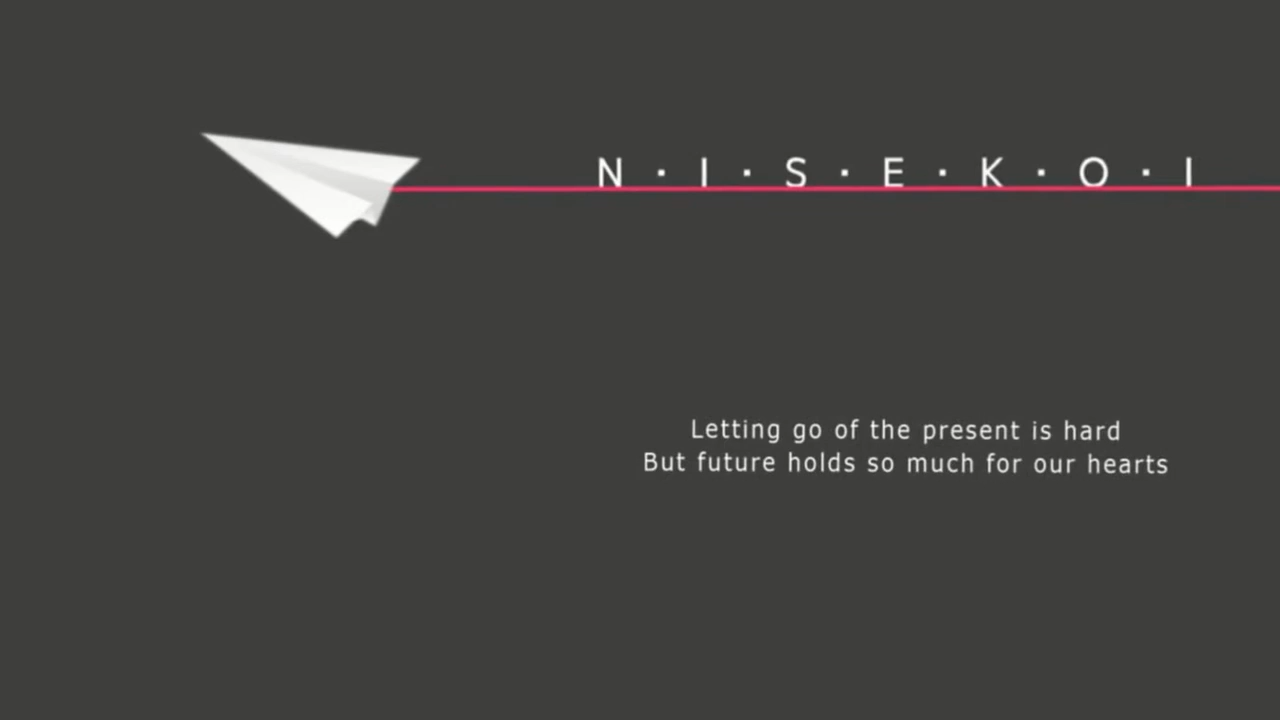 N·I·S·E·K·O·I
Letting go of the present is hard
But future holds so much for our hearts